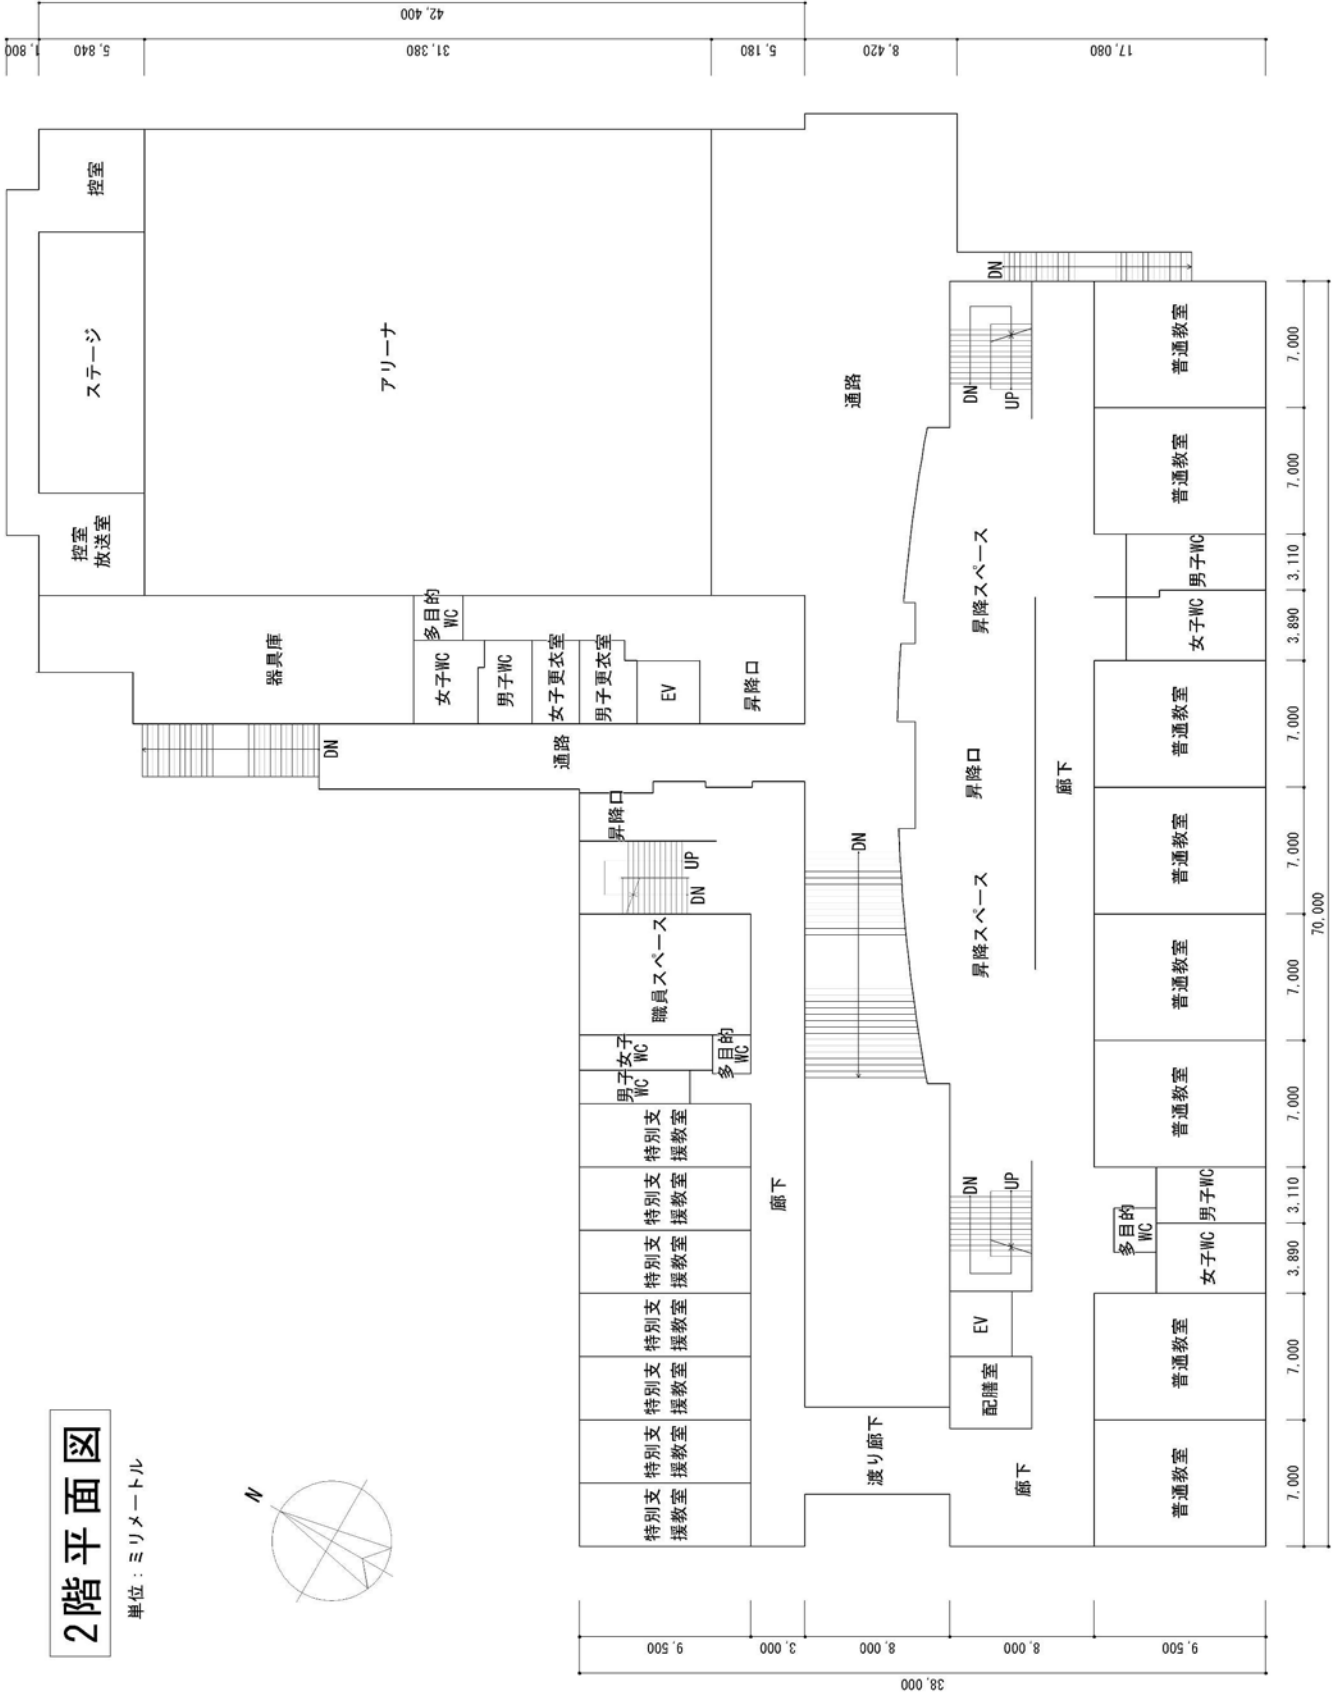 2階平面図
単位：ミリメートル
N
42,400
1,800
5,840
31,380
5,180
8,420
17,080
控室
ステージ
控室
放送室
アリーナ
器具庫
多目的
WC
女子WC
男子WC
女子更衣室
男子更衣室
EV
昇降口
通路
DN
通路
DN
DN
UP
昇降スペース
昇降口
昇降スペース
廊下
DN
昇降口
UP
DN
職員スペース
女子
WC
男子
WC
多目的
WC
特別支
援教室
特別支
援教室
特別支
援教室
特別支
援教室
特別支
援教室
特別支
援教室
特別支
援教室
廊下
渡り廊下
DN
UP
EV
配膳室
廊下
普通教室
普通教室
男子WC
女子WC
普通教室
普通教室
普通教室
普通教室
男子WC
多目的
WC
女子WC
普通教室
普通教室
7,000
7,000
3,110
3,890
7,000
7,000
7,000
7,000
3,110
3,890
7,000
7,000
70,000
9,500
3,000
8,000
8,000
9,500
38,000